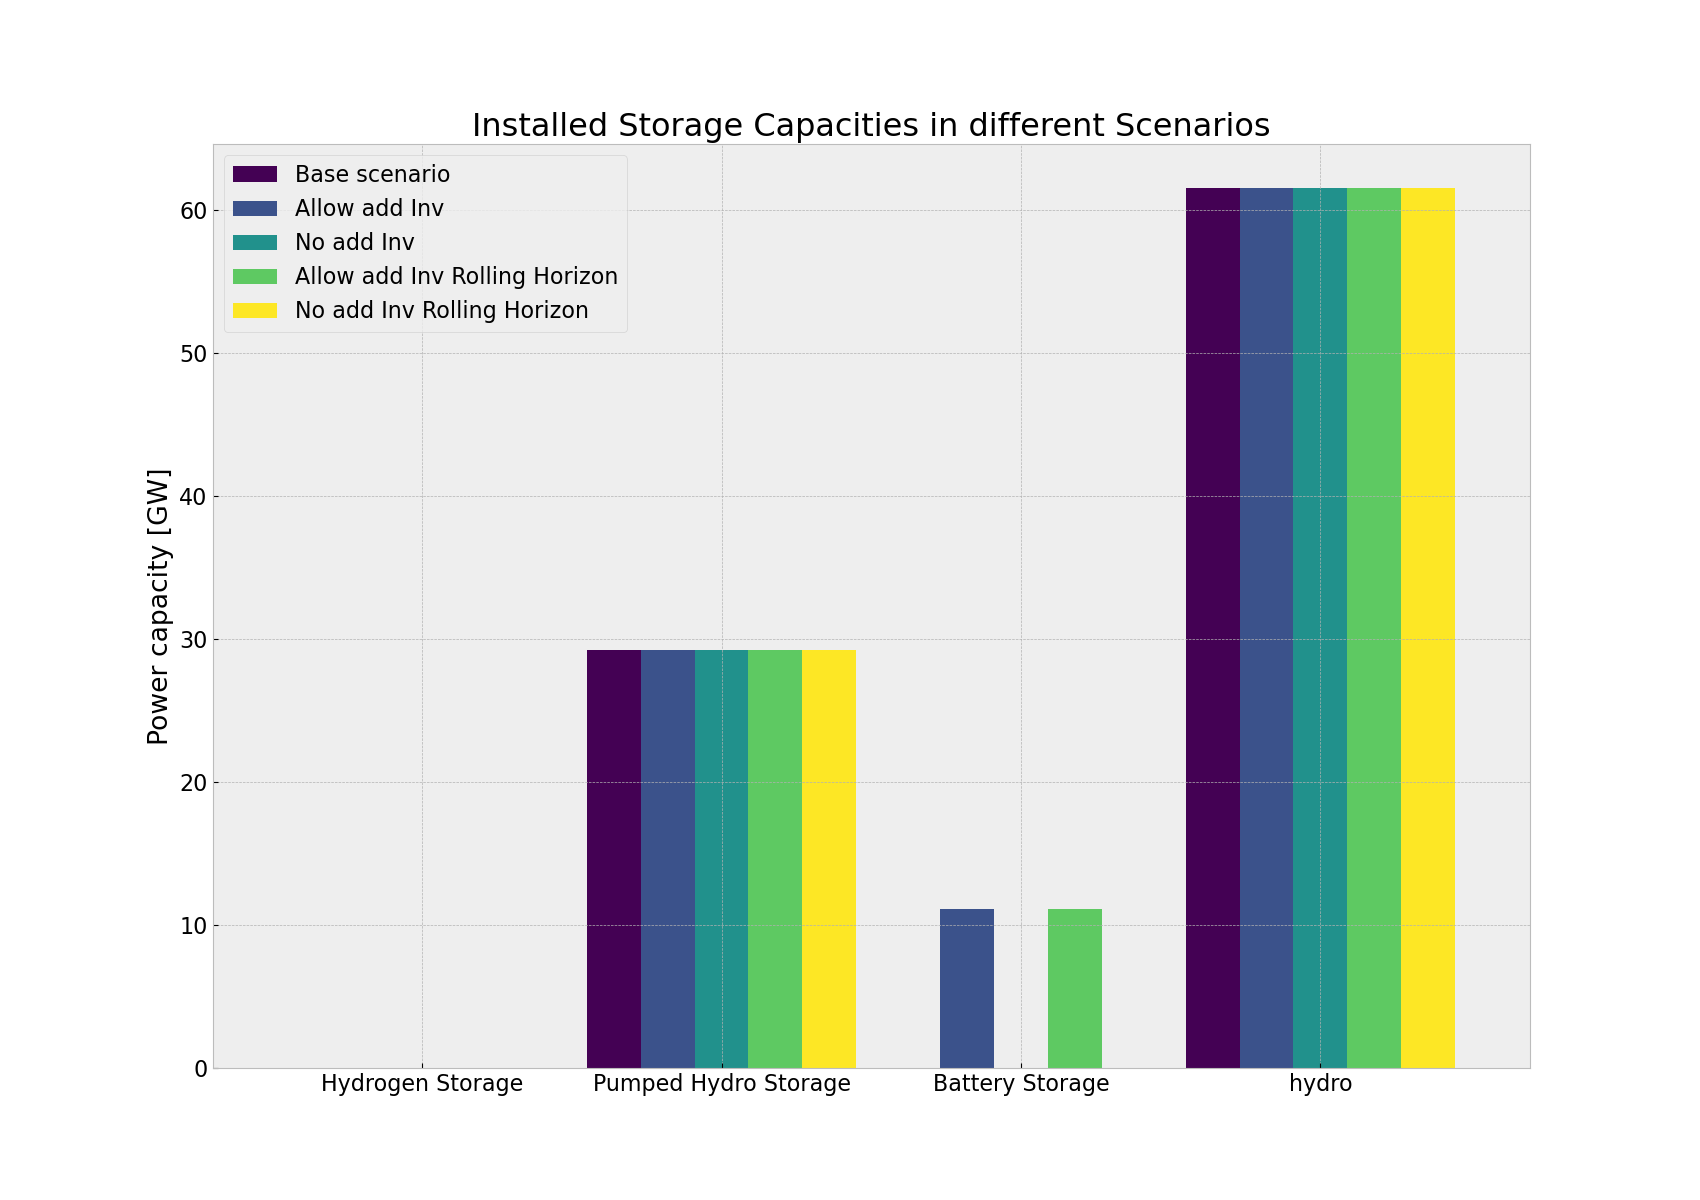 Installed Storage Capacities in different Scenarios
Base scenario
Allow add Inv
No add Inv
Allow add Inv Rolling Horizon
No add Inv Rolling Horizon
Power capacity [GW]
60
50
40
30
20
10
0
Hydrogen Storage
Pumped Hydro Storage
Battery Storage
hydro